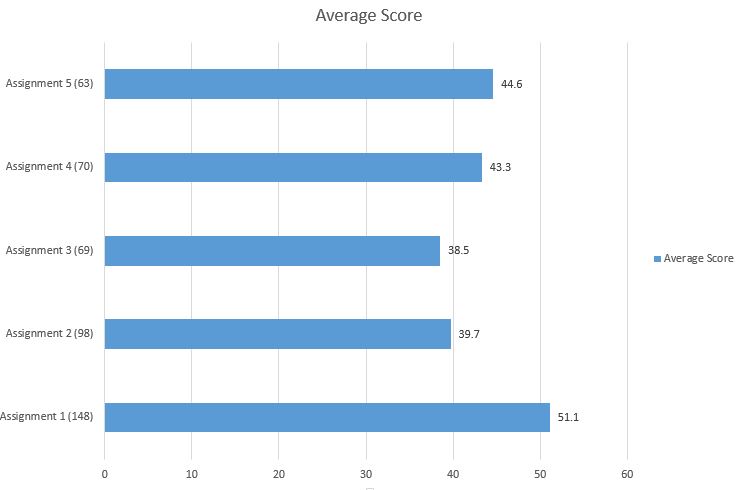 Average Score
Assignment 5 (63)
44.6
Assignment 4 (70)
43.3
Assignment 3 (69)
38.5
Average Score
Assignment 2 (98)
39.7
Assignment 1 (148)
51.1
0 10 20 30 40 50 60